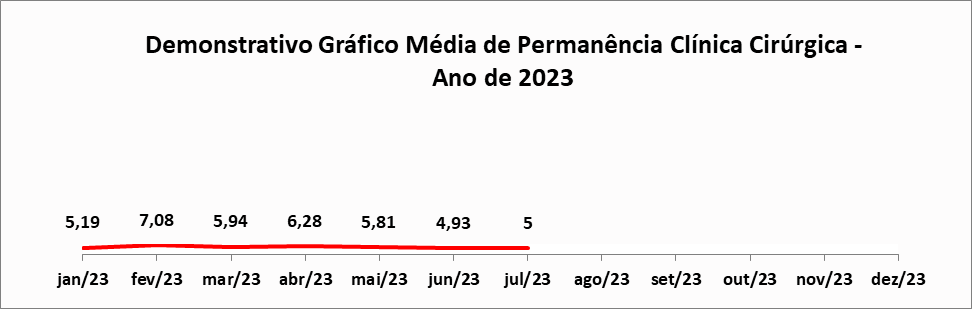 Demonstrativo Gráfico Média de Permanência Clínica Cirúrgica -
Ano de 2023
5,19 7,08 5,94 6,28 5,81 4,93 5
jan/23 fev/23 mar/23 abr/23 mai/23 jun/23 jul/23 ago/23 set/23 out/23 nov/23 dez/23